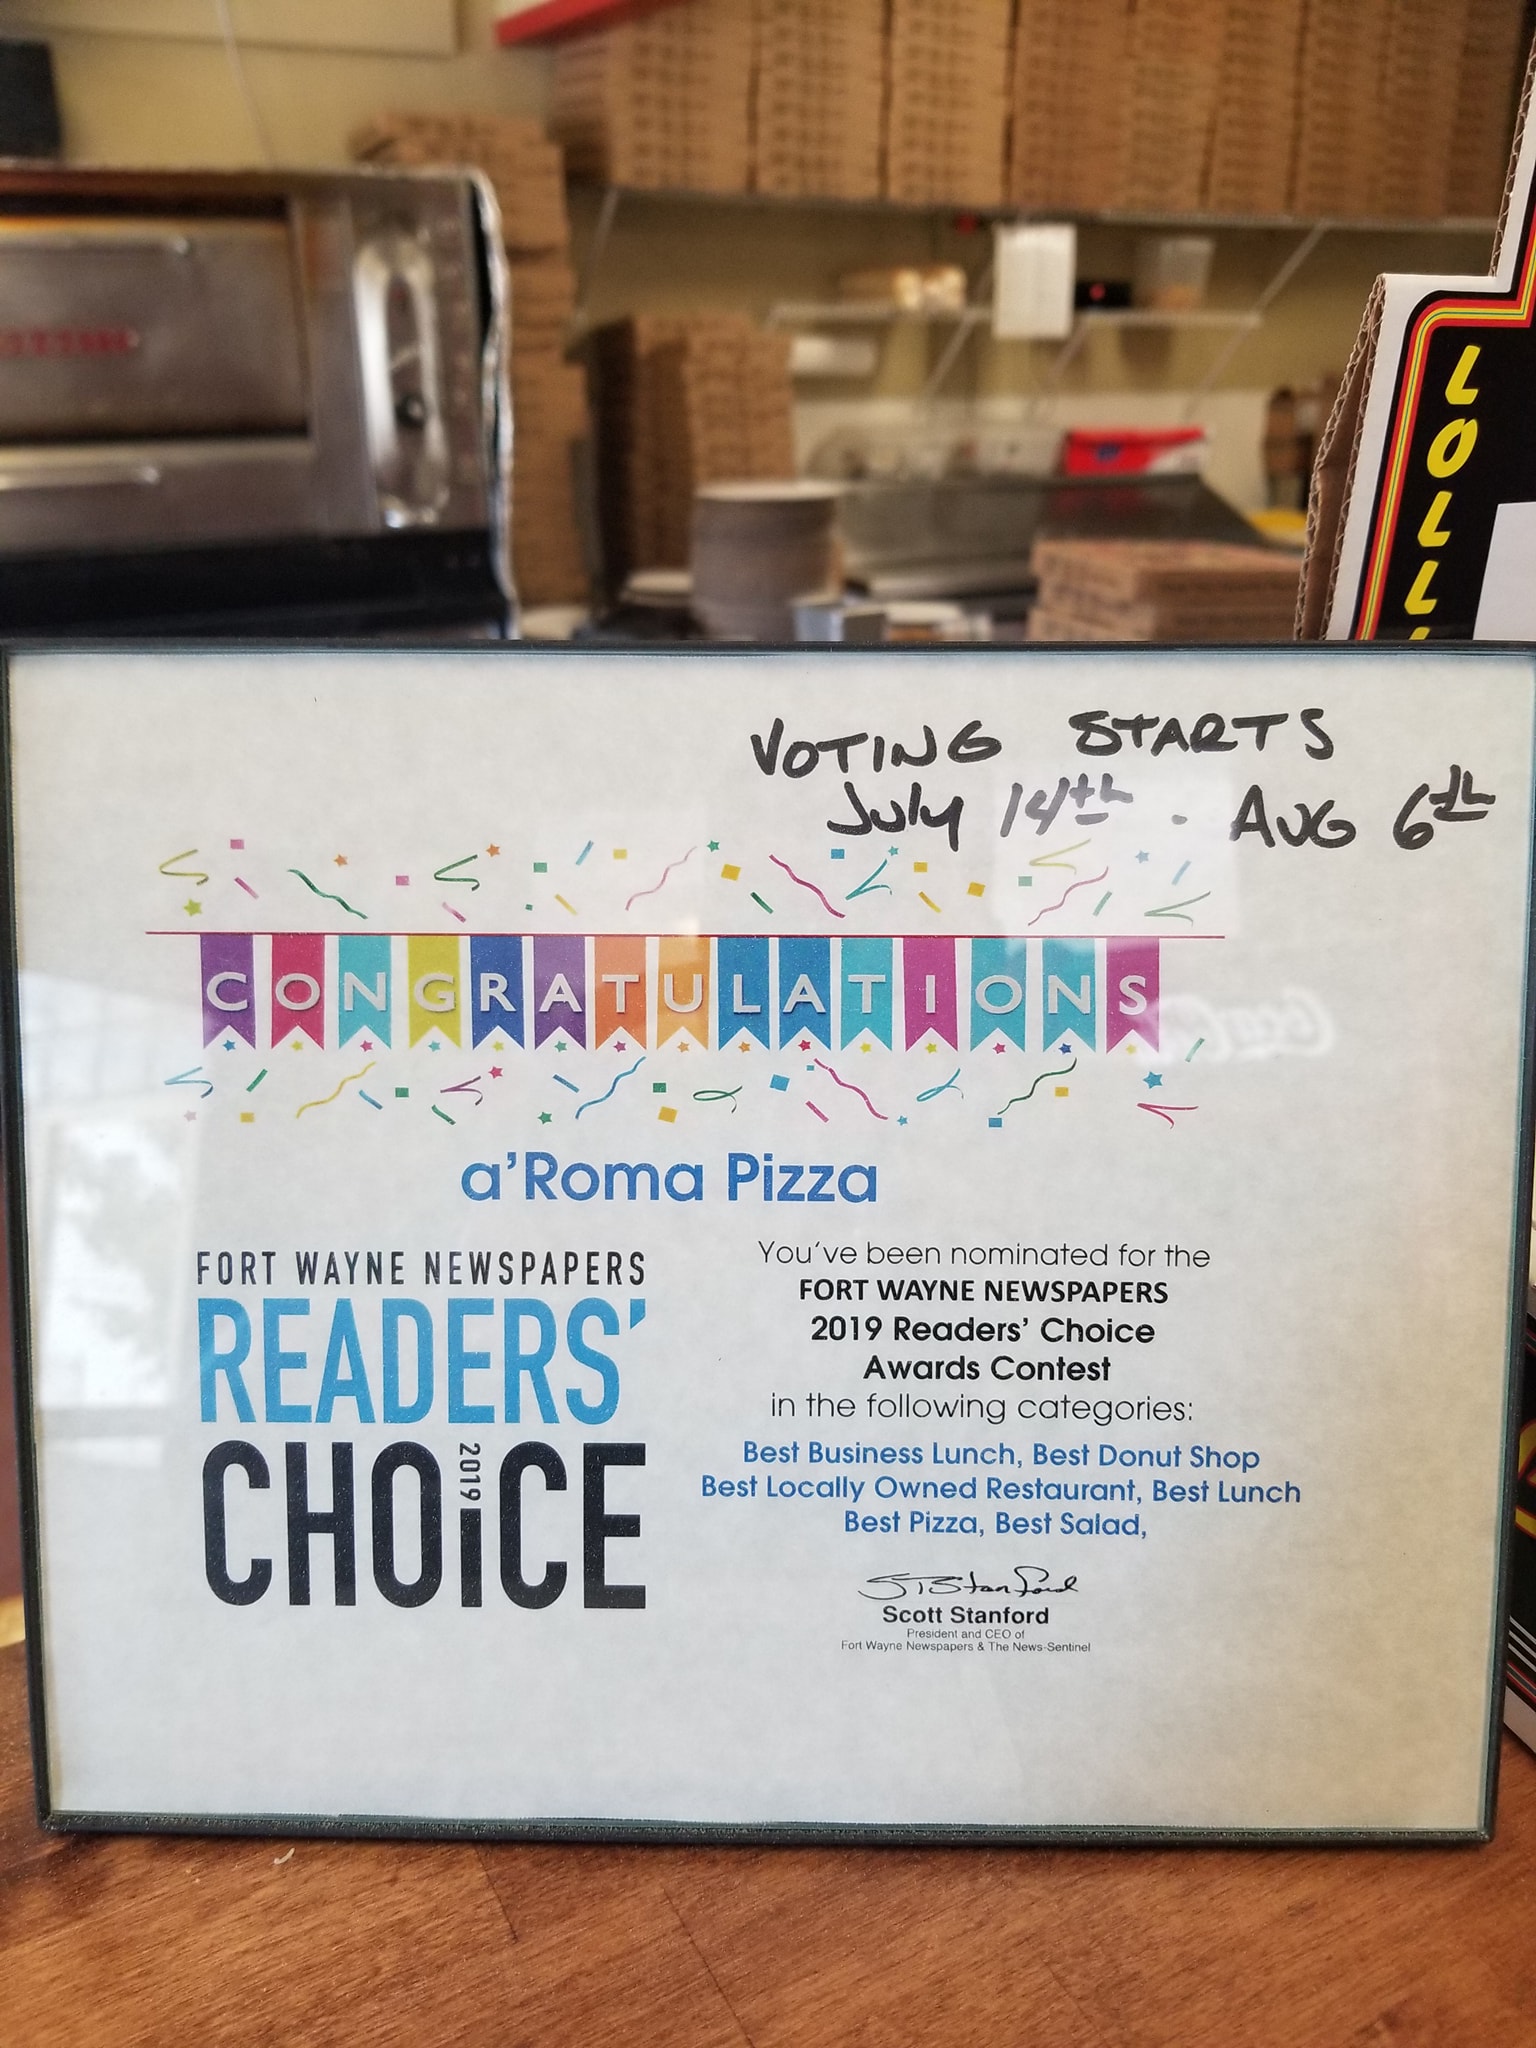 LOLLI
VOTING STARTS
July 14th - AUG 6th
CONGRATULATIONS
a'Roma Pizza
FORT WAYNE NEWSPAPERS
READERS'
CHOICE
2019
You've been nominated for the
FORT WAYNE NEWSPAPERS
2019 Readers' Choice
Awards Contest
in the following categories:
Best Business Lunch, Best Donut Shop
Best Locally Owned Restaurant, Best Lunch
Best Pizza, Best Salad,
STStanford
Scott Stanford
President and CEO of
Fort Wayne Newspapers & The News-Sentinel